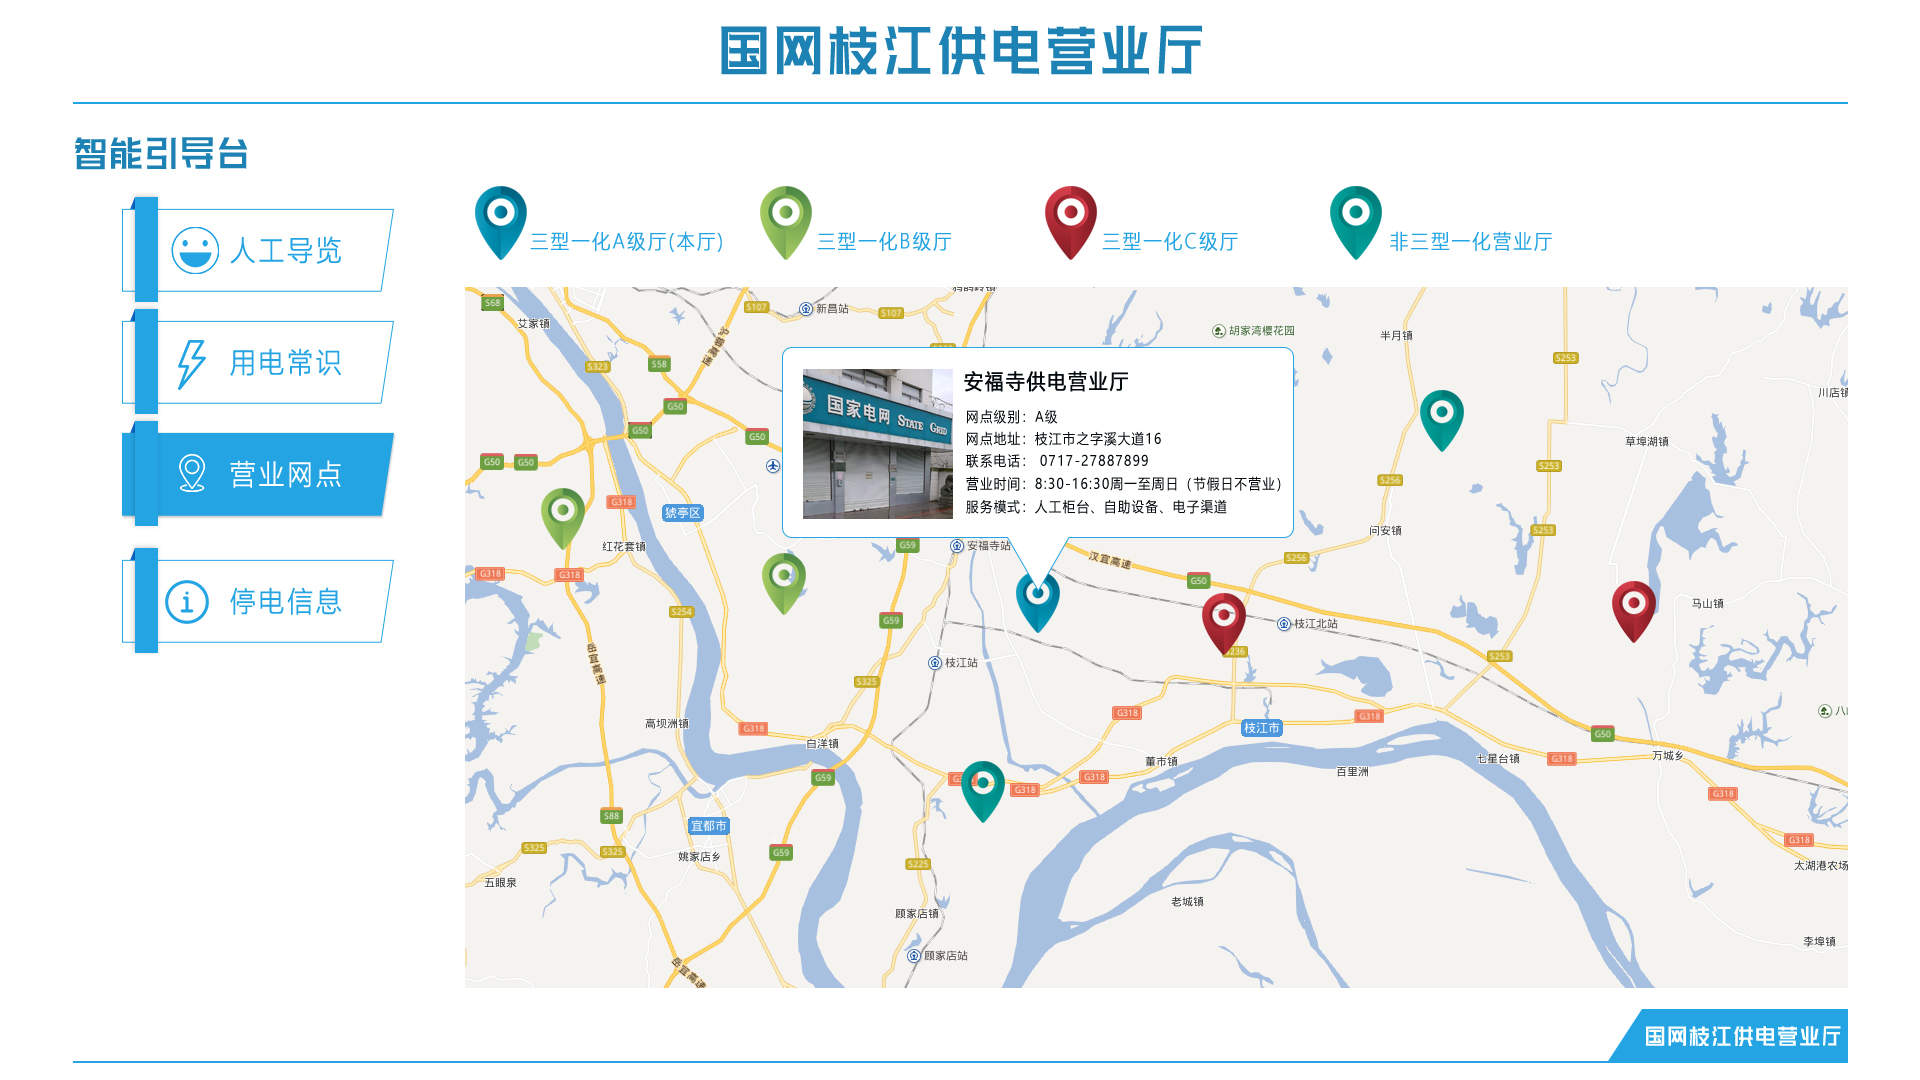 国网枝江供电营业厅
智能引导台
人工导览
用电常识
营业网点
停电信息
三型一化A级厅(本厅)
三型一化B级厅
三型一化C级厅
非三型一化营业厅
S68
艾家镇
S107
新昌站
S107
胡家湾樱花园
半月镇
S253
S323
S58
G50
G50
G50
G50
G50
川店镇
草埠湖镇
S253
S256
安福寺供电营业厅
网点级别：A级
网点地址：枝江市之字溪大道16
联系电话： 0717-27887899
营业时间：8:30-16:30周一至周日（节假日不营业）
服务模式：人工柜台、自助设备、电子渠道
国家电网 STATE GRID
G318
猇亭区
红花套镇
G59
安福寺站
汉宜高速
问安镇
S253
S256
G50
G318
G318
S254
G59
枝江北站
马山镇
S236
S253
岳宜高速
枝江站
S325
高坝洲镇
G318
白洋镇
G318
枝江市
G318
G50
八
G59
董市镇
百里洲
七星台镇
G318
万城乡
G318
G318
G318
S88
宜都市
S325
S325
姚家店乡
G59
S225
五眼泉
G318
太湖港农场
老城镇
顾家店镇
顾家店站
李埠镇
岳宜高速
国网枝江供电营业厅